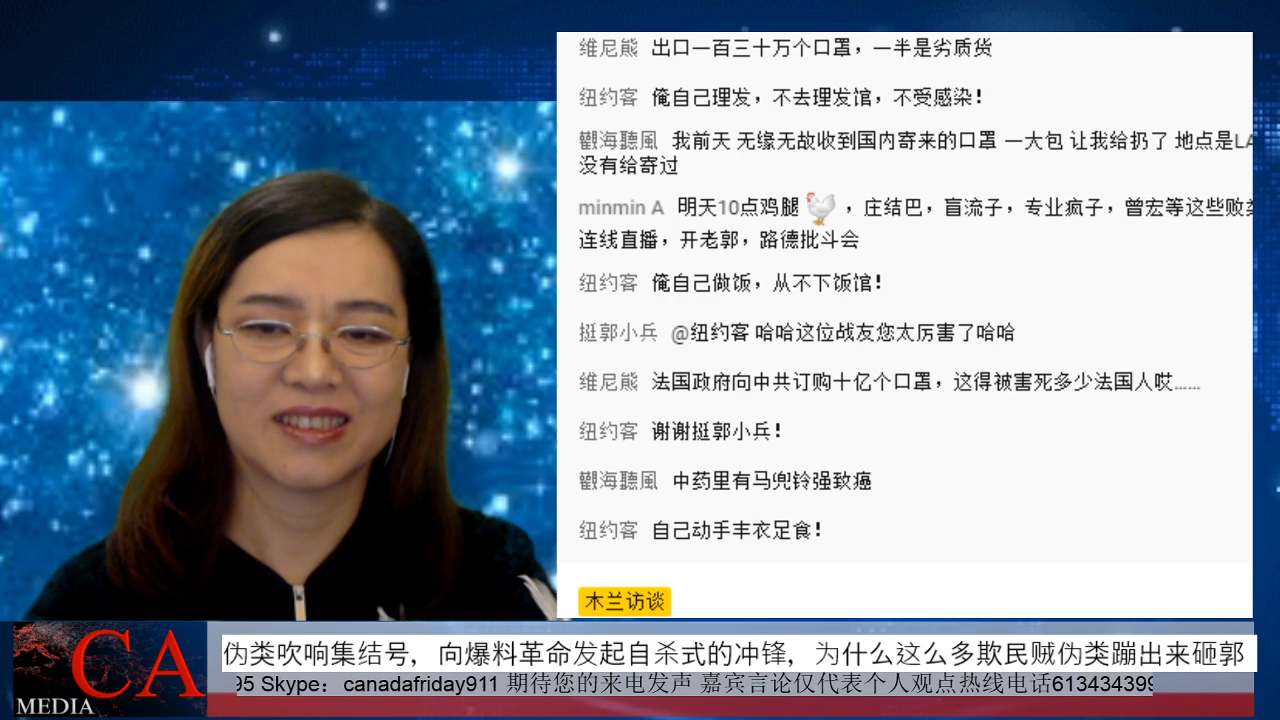 维尼熊 出口一百三十万个口罩，一半是劣质货
纽约客 俺自己理发，不去理发馆，不受感染！
觀海聽風 我前天 无缘无故收到国内寄来的口罩 一大包 让我给扔了 地点是LA
没有给寄过
minmin A 明天10点鸡腿🐓，庄结巴，盲流子，专业疯子，曾宏等这些败类
连线直播，开老郭，路德批斗会
纽约客 俺自己做饭，从不下饭馆！
挺郭小兵 @纽约客 哈哈这位战友您太厉害了哈哈
维尼熊 法国政府向中共订购十亿个口罩，这得被害死多少法国人哎……
纽约客 谢谢挺郭小兵！
觀海聽風 中药里有马兜铃强致癌
纽约客 自己动手丰衣足食！
木兰访谈
CA
MEDIA
伪类吹响集结号，向爆料革命发起自杀式的冲锋，为什么这么多欺民贼伪类蹦出来砸郭
95 Skype：canadafriday911 期待您的来电发声 嘉宾言论仅代表个人观点热线电话613434399